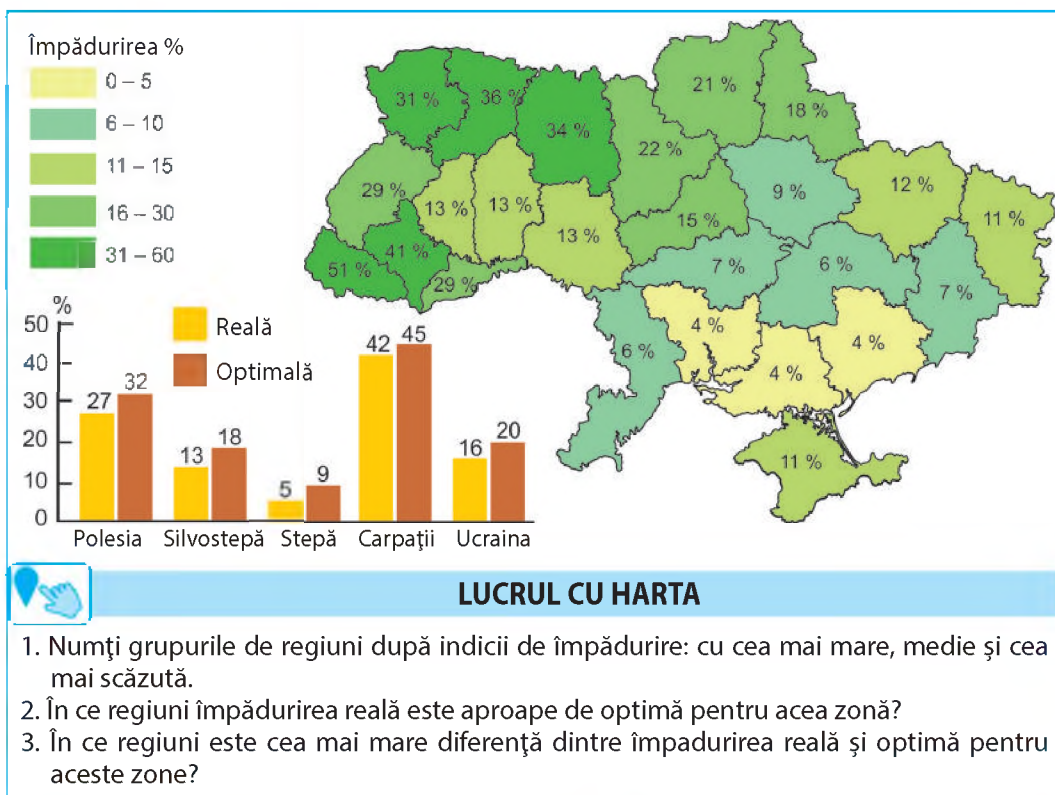 Împădurirea %
0 – 5
6 – 10
11 – 15
16 – 30
31 – 60
31 %
36 %
34 %
21 %
18 %
22 %
29 %
13 %
13 %
9 %
12 %
11 %
15 %
13 %
41 %
51 %
29 %
7 %
6 %
7 %
4 %
4 %
6 %
4 %
11 %
%
50
40
30
20
10
0
Reală
Optimală
27
32
13
18
5
9
42
45
16
20
Polesia
Silvostepă
Stepă
Carpaţii
Ucraina
LUCRUL CU HARTA
1. Numţi grupurile de regiuni după indicii de împădurire: cu cea mai mare, medie şi cea
mai scăzută.
2. În ce regiuni împădurirea reală este aproape de optimă pentru acea zonă?
3. În ce regiuni este cea mai mare diferenţă dintre împadurirea reală şi optimă pentru
aceste zone?